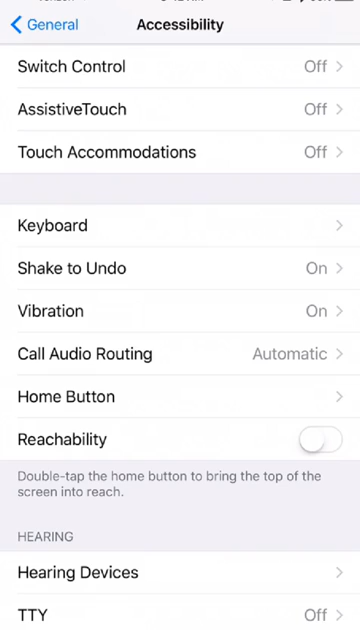 General
Accessibility
Switch Control Off
AssistiveTouch Off
Touch Accommodations Off
Keyboard
Shake to Undo On
Vibration On
Call Audio Routing Automatic
Home Button
Reachability
Double-tap the home button to bring the top of the
screen into reach.
HEARING
Hearing Devices
TTY Off